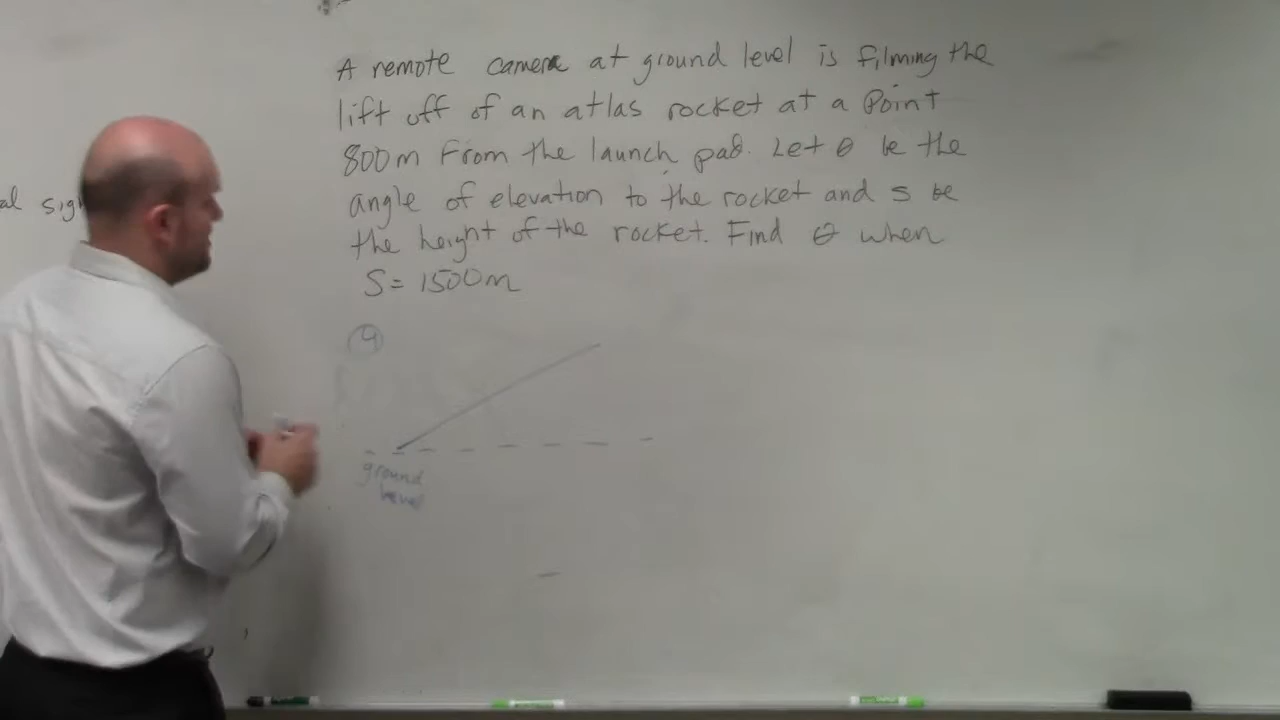 A remote camera at ground level is filming the
lift off of an atlas rocket at a Point
800m From the launch pad. Let θ be the
al sig
angle of elevation to the rocket and s be
the height of the rocket. Find θ when
S = 1500m
ground
level